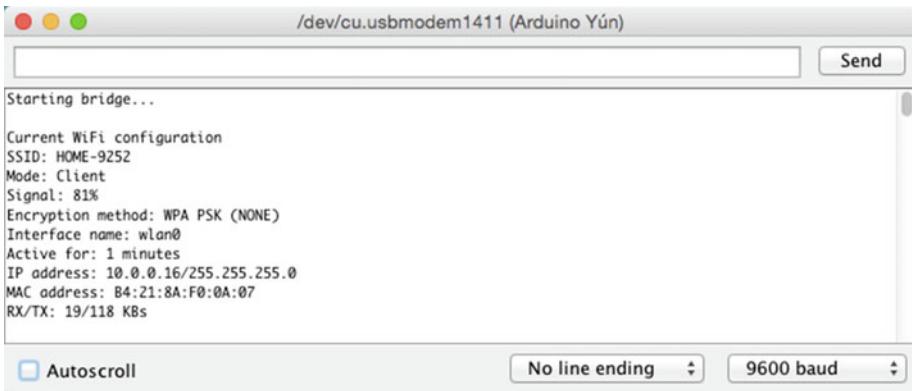 /dev/cu.usbmodem1411 (Arduino Yún)
Send
Starting bridge...
Current WiFi configuration
SSID: HOME-9252
Mode: Client
Signal: 81%
Encryption method: WPA PSK (NONE)
Interface name: wlan0
Active for: 1 minutes
IP address: 10.0.0.16/255.255.255.0
MAC address: B4:21:8A:F0:0A:07
RX/TX: 19/118 KBs
Autoscroll
No line ending
9600 baud